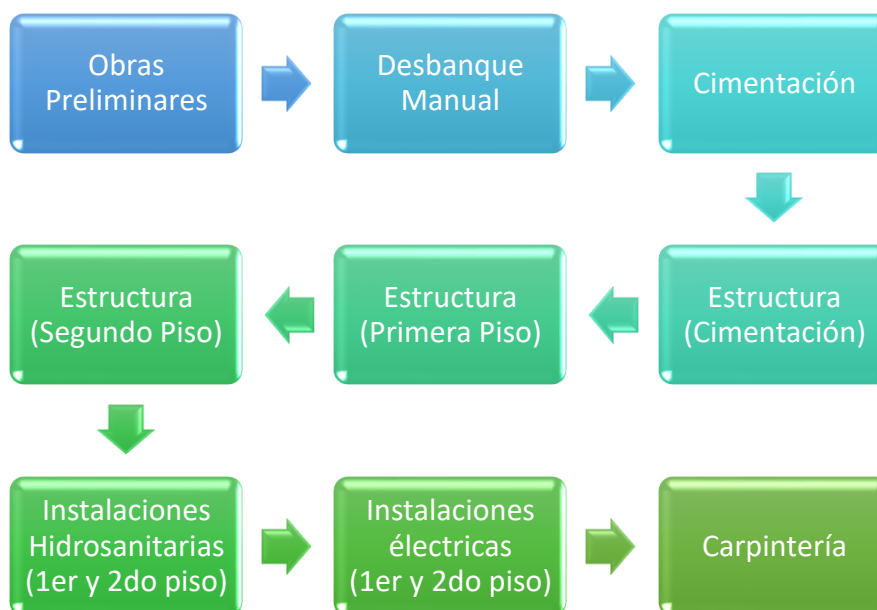 Obras
Preliminares
Desbanque
Manual
Cimentación
Estructura
(Cimentación)
Estructura
(Primera Piso)
Estructura
(Segundo Piso)
Instalaciones
Hidrosanitarias
(1er y 2do piso)
Instalaciones
électricas
(1er y 2do piso)
Carpintería